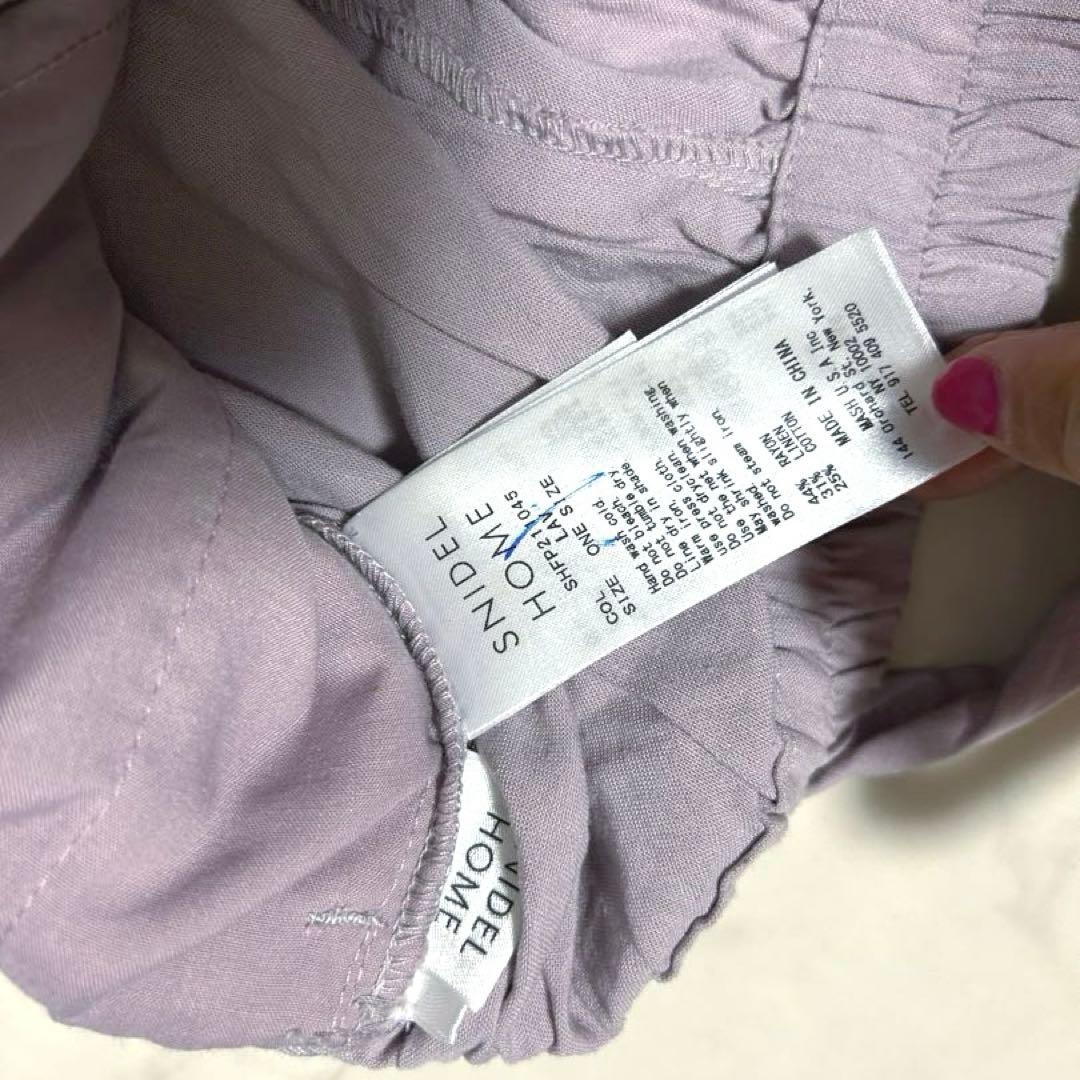 SNIDEL
HOME
SHFP21 045
COL LAV
SIZE ONE SIZE
Hand wash cold.
Do not bleach.
Do not tumble dry
Line dry in shade
warm iron.
use press cloth
Do not dryclean.
Use the net when washing
May shrink slightly when
washed.
Do not steam iron.
44% RAYON
31% LINEN
25% COTTON
MADE IN CHINA
MASH U.S.A Inc
144 Orchard St. New York,
NY 10002
TEL 917 409 5520
NIDEL
HOME